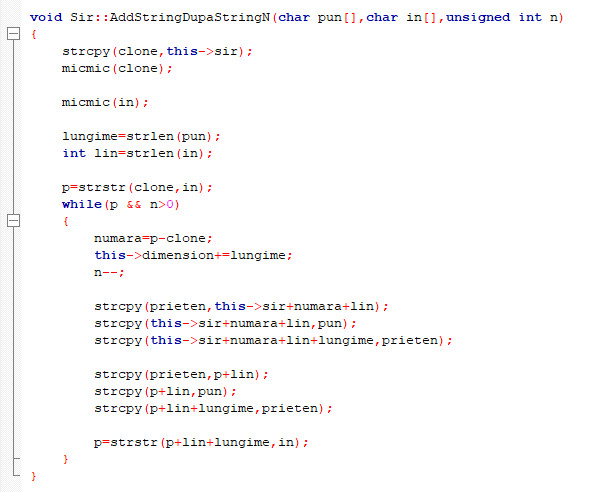 void Sir::AddStringDupaStringN(char pun[],char in[],unsigned int n)
{
strcpy(clone,this->sir);
micmic(clone);
micmic(in);
lungime=strlen(pun);
int lin=strlen(in);
p=strstr(clone,in);
while(p && n>0)
{
numara=p-clone;
this->dimension+=lungime;
n--;
strcpy(prieten,this->sir+numara+lin);
strcpy(this->sir+numara+lin,pun);
strcpy(this->sir+numara+lin+lungime,prieten);
strcpy(prieten,p+lin);
strcpy(p+lin,pun);
strcpy(p+lin+lungime,prieten);
p=strstr(p+lin+lungime,in);
}
}